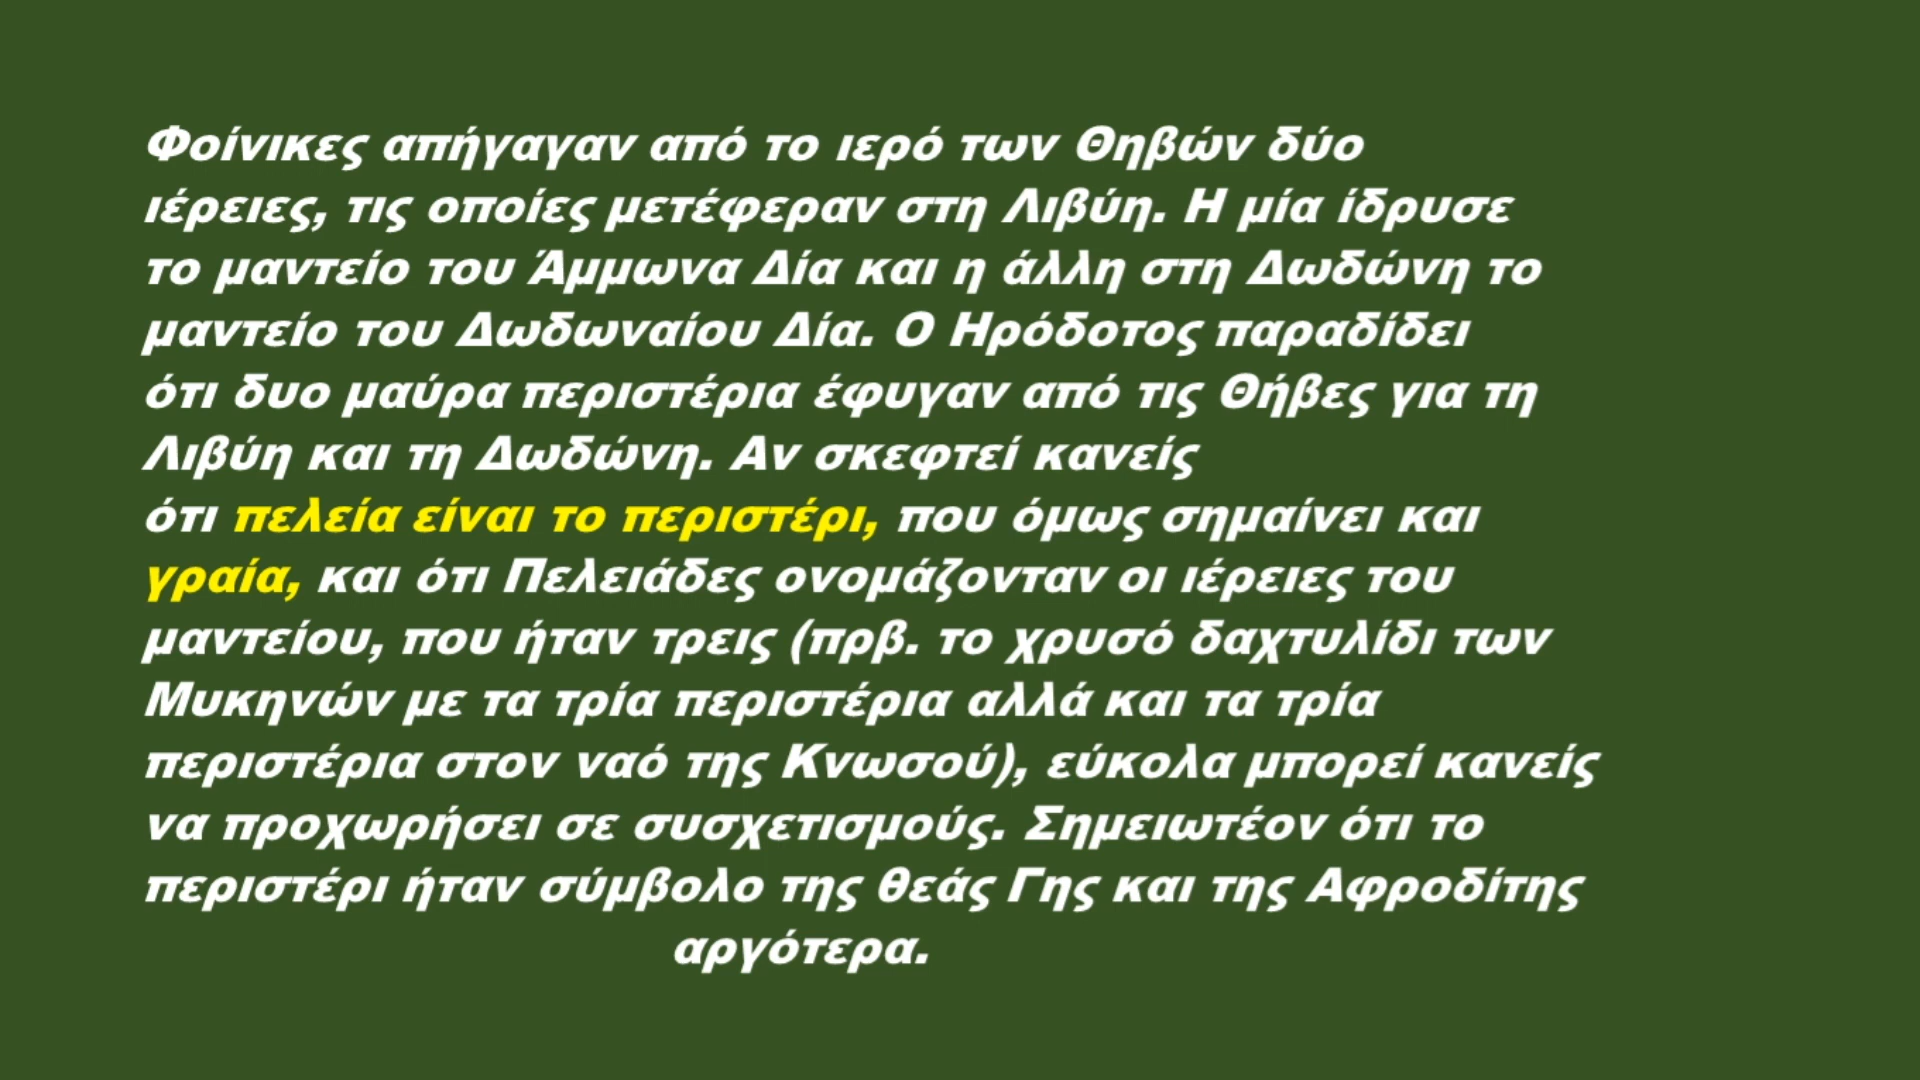 Φοίνικες απήγαγαν από το ιερό των Θηβών δύο
ιέρειες, τις οποίες μετέφεραν στη Λιβύη. Η μία ίδρυσε
το μαντείο του Άμμωνα Δία και η άλλη στη Δωδώνη το
μαντείο του Δωδωναίου Δία. Ο Ηρόδοτος παραδίδει
ότι δυο μαύρα περιστέρια έφυγαν από τις Θήβες για τη
Λιβύη και τη Δωδώνη. Αν σκεφτεί κανείς
ότι πελεία είναι το περιστέρι, που όμως σημαίνει και
γραία, και ότι Πελειάδες ονομάζονταν οι ιέρειες του
μαντείου, που ήταν τρεις (πρβ. το χρυσό δαχτυλίδι των
Μυκηνών με τα τρία περιστέρια αλλά και τα τρία
περιστέρια στον ναό της Κνωσού), εύκολα μπορεί κανείς
να προχωρήσει σε συσχετισμούς. Σημειωτέον ότι το
περιστέρι ήταν σύμβολο της θεάς Γης και της Αφροδίτης
αργότερα.